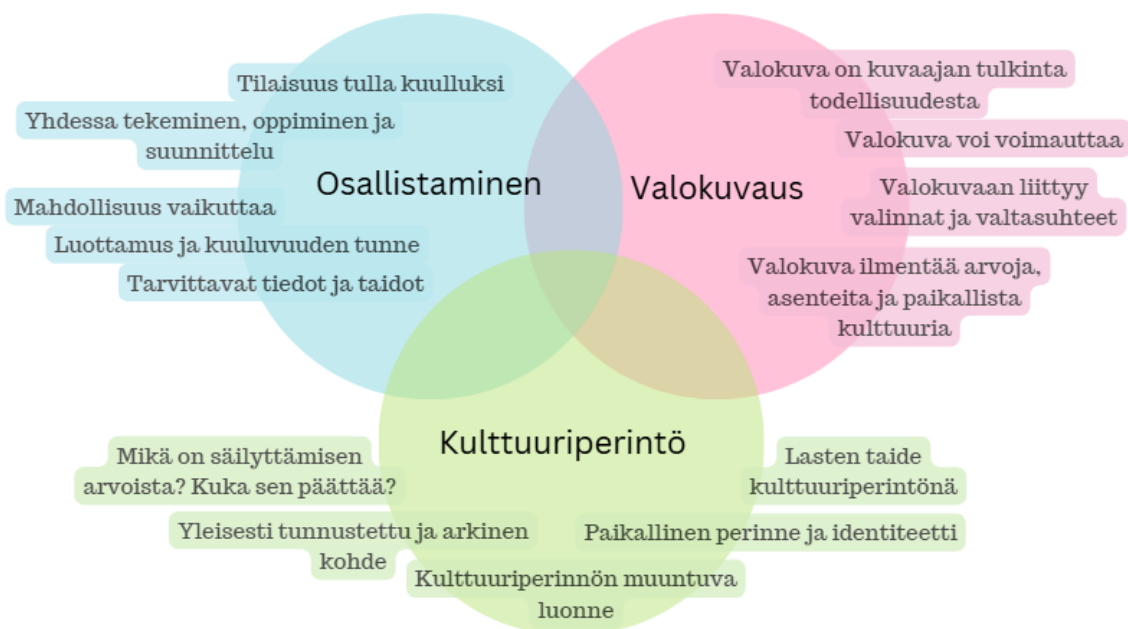 Tilaisuus tulla kuulluksi
Yhdessa tekeminen, oppiminen ja
suunnittelu
Osallistaminen
Mahdollisuus vaikuttaa
Luottamus ja kuuluvuuden tunne
Tarvittavat tiedot ja taidot
Valokuva on kuvaajan tulkinta
todellisuudesta
Valokuva voi voimauttaa
Valokuvaus
Valokuvaan liittyy
valinnat ja valtasuhteet
Valokuva ilmentää arvoja,
asenteita ja paikallista
kulttuuria
Kulttuuriperintö
Mikä on säilyttämisen
arvoista? Kuka sen päättää?
Yleisesti tunnustettu ja arkinen
kohde
Kulttuuriperinnön muuntuva
luonne
Lasten taide
kulttuuriperintönä
Paikallinen perinne ja identiteetti